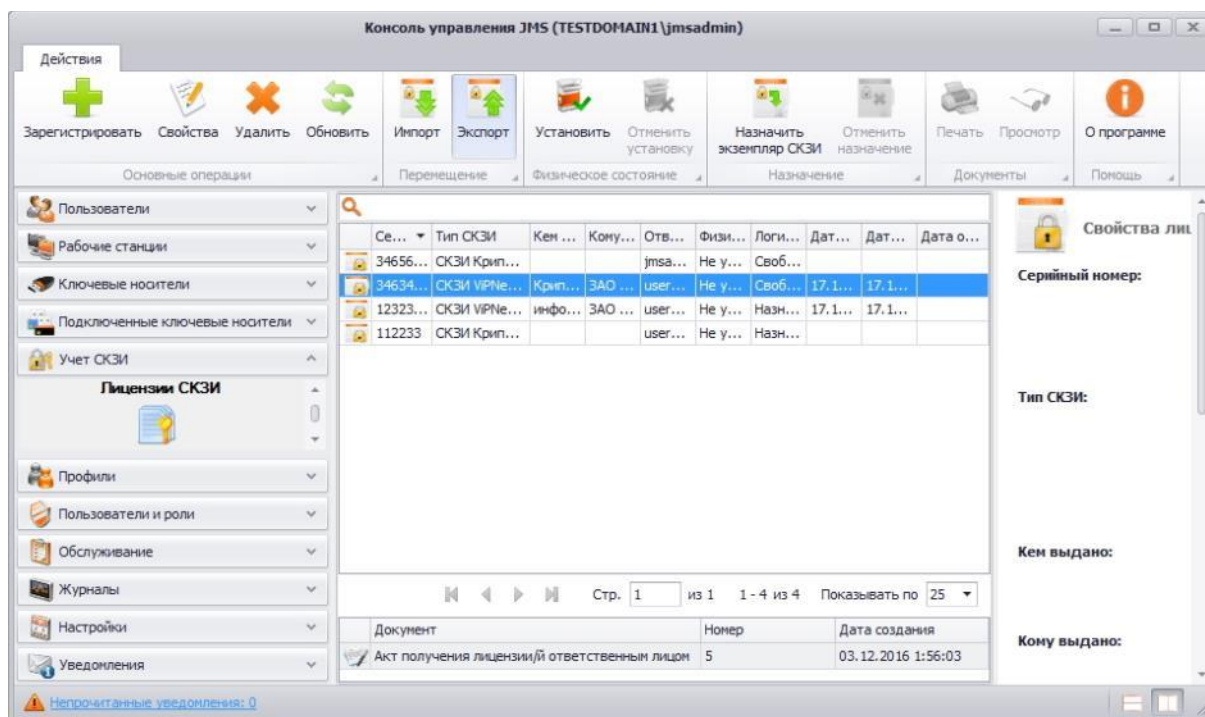 Консоль управления JMS (TESTDOMAIN1\jmsadmin)
Действия
Зарегистрировать Свойства Удалить Обновить Импорт Экспорт Установить Отменить установку Назначить экземпляр СКЗИ Отменить назначение Печать Просмотр О программе
Основные операции Перемещение Физическое состояние Назначение Документы Помощь
Пользователи
Рабочие станции
Ключевые носители
Подключенные ключевые носители
Учет СКЗИ
Лицензии СКЗИ
Профили
Пользователи и роли
Обслуживание
Журналы
Настройки
Уведомления
Се... Тип СКЗИ Кем ... Кому... Отв... Физи... Логи... Дат... Дат... Дата о...
34656... СКЗИ Крип... jmsa... Не у... Своб...
34634... СКЗИ ViPNe... Крип... ЗАО ... user... Не у... Своб... 17.1... 17.1...
12323... СКЗИ ViPNe... инфо... ЗАО ... user... Не у... Назн... 17.1... 17.1...
112233 СКЗИ Крип... user... Не у... Назн...
Стр. 1 из 1 1 - 4 из 4 Показывать по 25
Документ Номер Дата создания
Акт получения лицензии/й ответственным лицом 5 03.12.2016 1:56:03
Свойства лиц
Серийный номер:
Тип СКЗИ:
Кем выдано:
Кому выдано:
Непрочитанные уведомления: 0